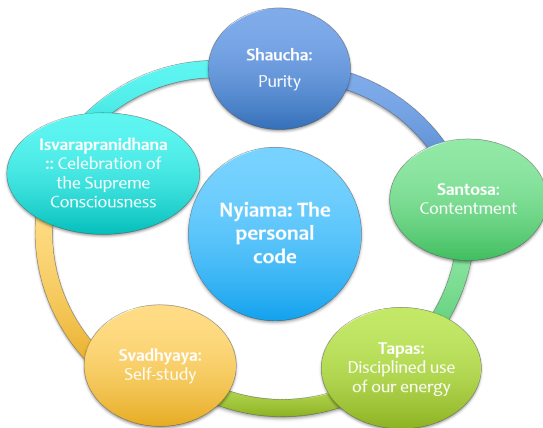 Shaucha:
Purity
Santosa:
Contentment
Tapas:
Disciplined use
of our energy
Svadhyaya:
Self-study
Isvarapranidhana
:: Celebration of
the Supreme
Consciousness
Nyiama: The
personal
code